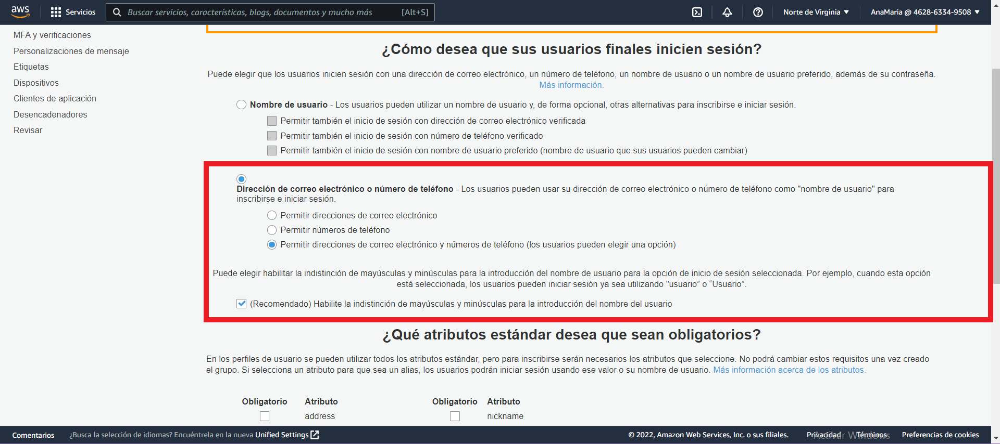 aws
Servicios
Buscar servicios, características, blogs, documentos y mucho más
[Alt+S]
Norte de Virginia ▼
AnaMaria @ 4628-6334-9508 ▼
MFA y verificaciones
Personalizaciones de mensaje
Etiquetas
Dispositivos
Clientes de aplicación
Desencadenadores
Revisar
¿Cómo desea que sus usuarios finales inicien sesión?
Puede elegir que los usuarios inicien sesión con una dirección de correo electrónico, un número de teléfono, un nombre de usuario o un nombre de usuario preferido, además de su contraseña.
Más información.
Nombre de usuario - Los usuarios pueden utilizar un nombre de usuario y, de forma opcional, otras alternativas para inscribirse e iniciar sesión.
Permitir también el inicio de sesión con dirección de correo electrónico verificada
Permitir también el inicio de sesión con número de teléfono verificado
Permitir también el inicio de sesión con nombre de usuario preferido (nombre de usuario que sus usuarios pueden cambiar)
Dirección de correo electrónico o número de teléfono - Los usuarios pueden usar su dirección de correo electrónico o número de teléfono como "nombre de usuario" para
inscribirse e iniciar sesión.
Permitir direcciones de correo electrónico
Permitir números de teléfono
Permitir direcciones de correo electrónico y números de teléfono (los usuarios pueden elegir una opción)
Puede elegir habilitar la indistinción de mayúsculas y minúsculas para la introducción del nombre de usuario para la opción de inicio de sesión seleccionada. Por ejemplo, cuando esta opción
está seleccionada, los usuarios pueden iniciar sesión ya sea utilizando "usuario” o “Usuario”.
(Recomendado) Habilite la indistinción de mayúsculas y minúsculas para la introducción del nombre del usuario
¿Qué atributos estándar desea que sean obligatorios?
En los perfiles de usuario se pueden utilizar todos los atributos estándar, pero para inscribirse serán necesarios los atributos que seleccione. No podrá cambiar estos requisitos una vez creado
el grupo. Si selecciona un atributo para que sea un alias, los usuarios podrán iniciar sesión usando ese valor o su nombre de usuario. Más información acerca de los atributos.
Obligatorio Atributo Obligatorio Atributo
address nickname
Comentarios
¿Busca la selección de idiomas? Encuéntrela en la nueva Unified Settings
© 2022, Amazon Web Services, Inc. o sus filiales.
Privacidad
Términos
Preferencias de cookies
Activar Windows